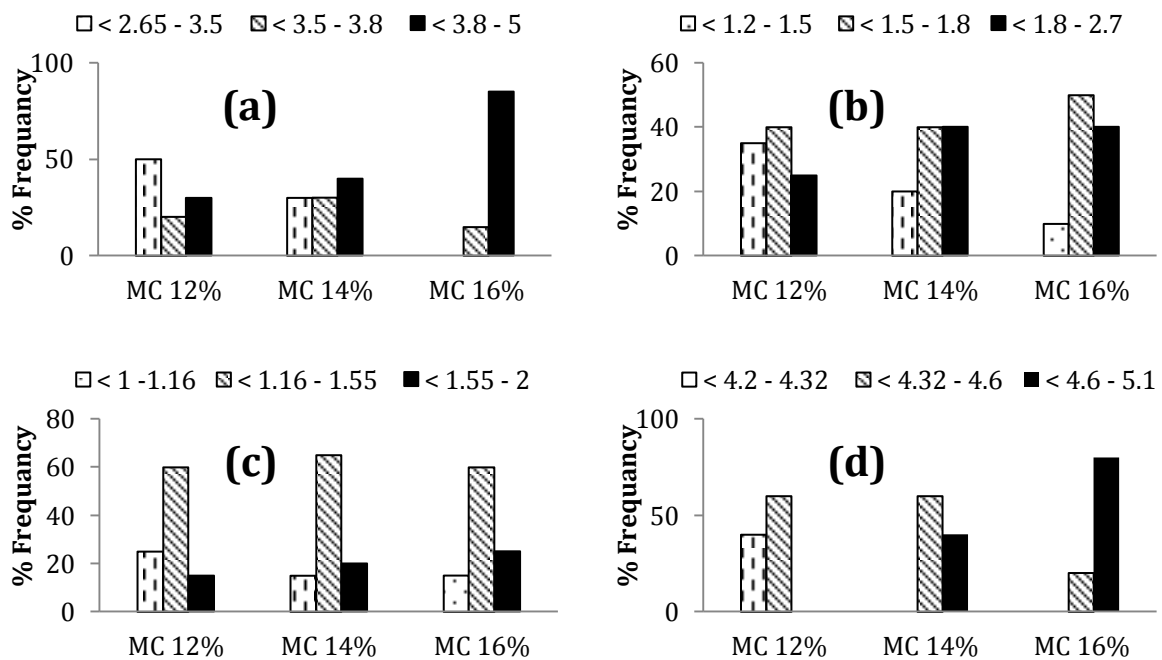 < 2.65 - 3.5 < 3.5 - 3.8 < 3.8 - 5
% Frequancy
100
50
0
(a)
MC 12% MC 14% MC 16%
< 1.2 - 1.5 < 1.5 - 1.8 < 1.8 - 2.7
% Frequancy
60
40
20
0
(b)
MC 12% MC 14% MC 16%
< 1 -1.16 < 1.16 - 1.55 < 1.55 - 2
% Frequancy
80
60
40
20
0
(c)
MC 12% MC 14% MC 16%
< 4.2 - 4.32 < 4.32 - 4.6 < 4.6 - 5.1
% Frequancy
100
50
0
(d)
MC 12% MC 14% MC 16%